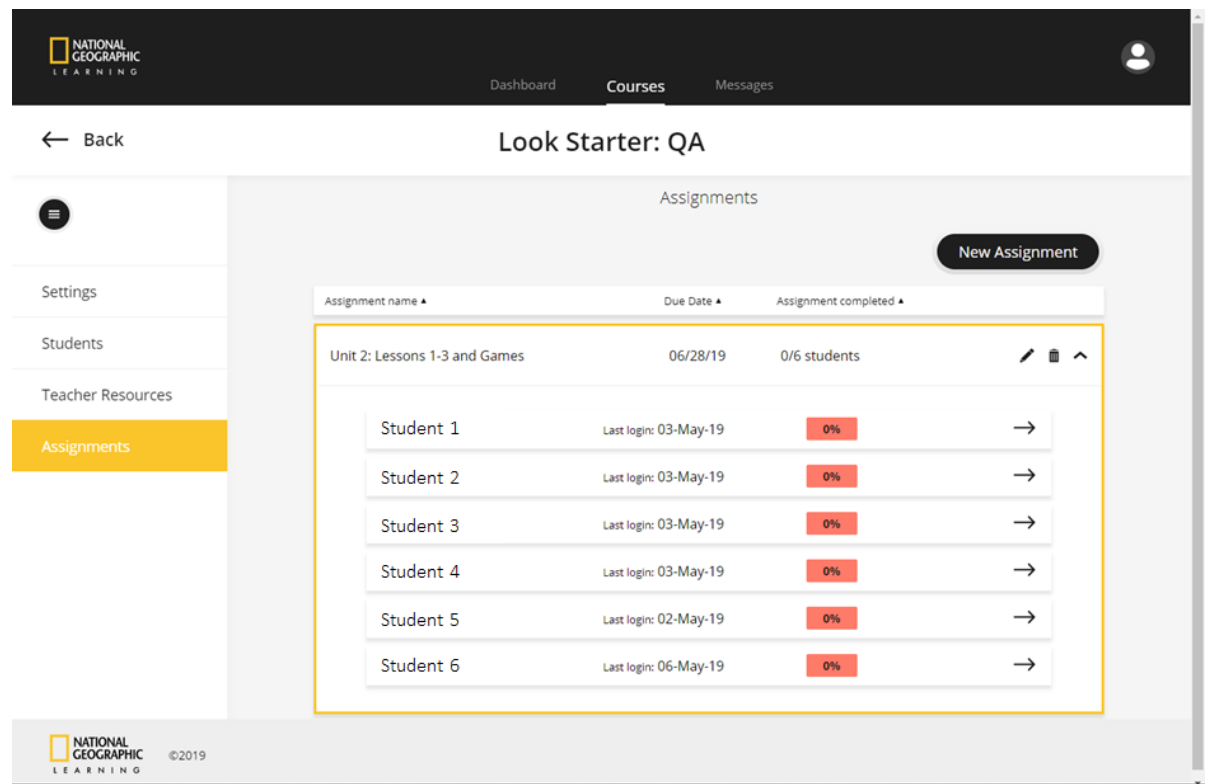 NATIONAL
GEOGRAPHIC
LEARNING
Dashboard Courses Messages
Back
Look Starter: QA
Settings
Students
Teacher Resources
Assignments
Assignments
New Assignment
Assignment name ▲ Due Date ▲ Assignment completed ▲
Unit 2: Lessons 1-3 and Games 06/28/19 0/6 students
Student 1 Last login: 03-May-19 0%
Student 2 Last login: 03-May-19 0%
Student 3 Last login: 03-May-19 0%
Student 4 Last login: 03-May-19 0%
Student 5 Last login: 02-May-19 0%
Student 6 Last login: 06-May-19 0%
NATIONAL
GEOGRAPHIC
LEARNING
©2019